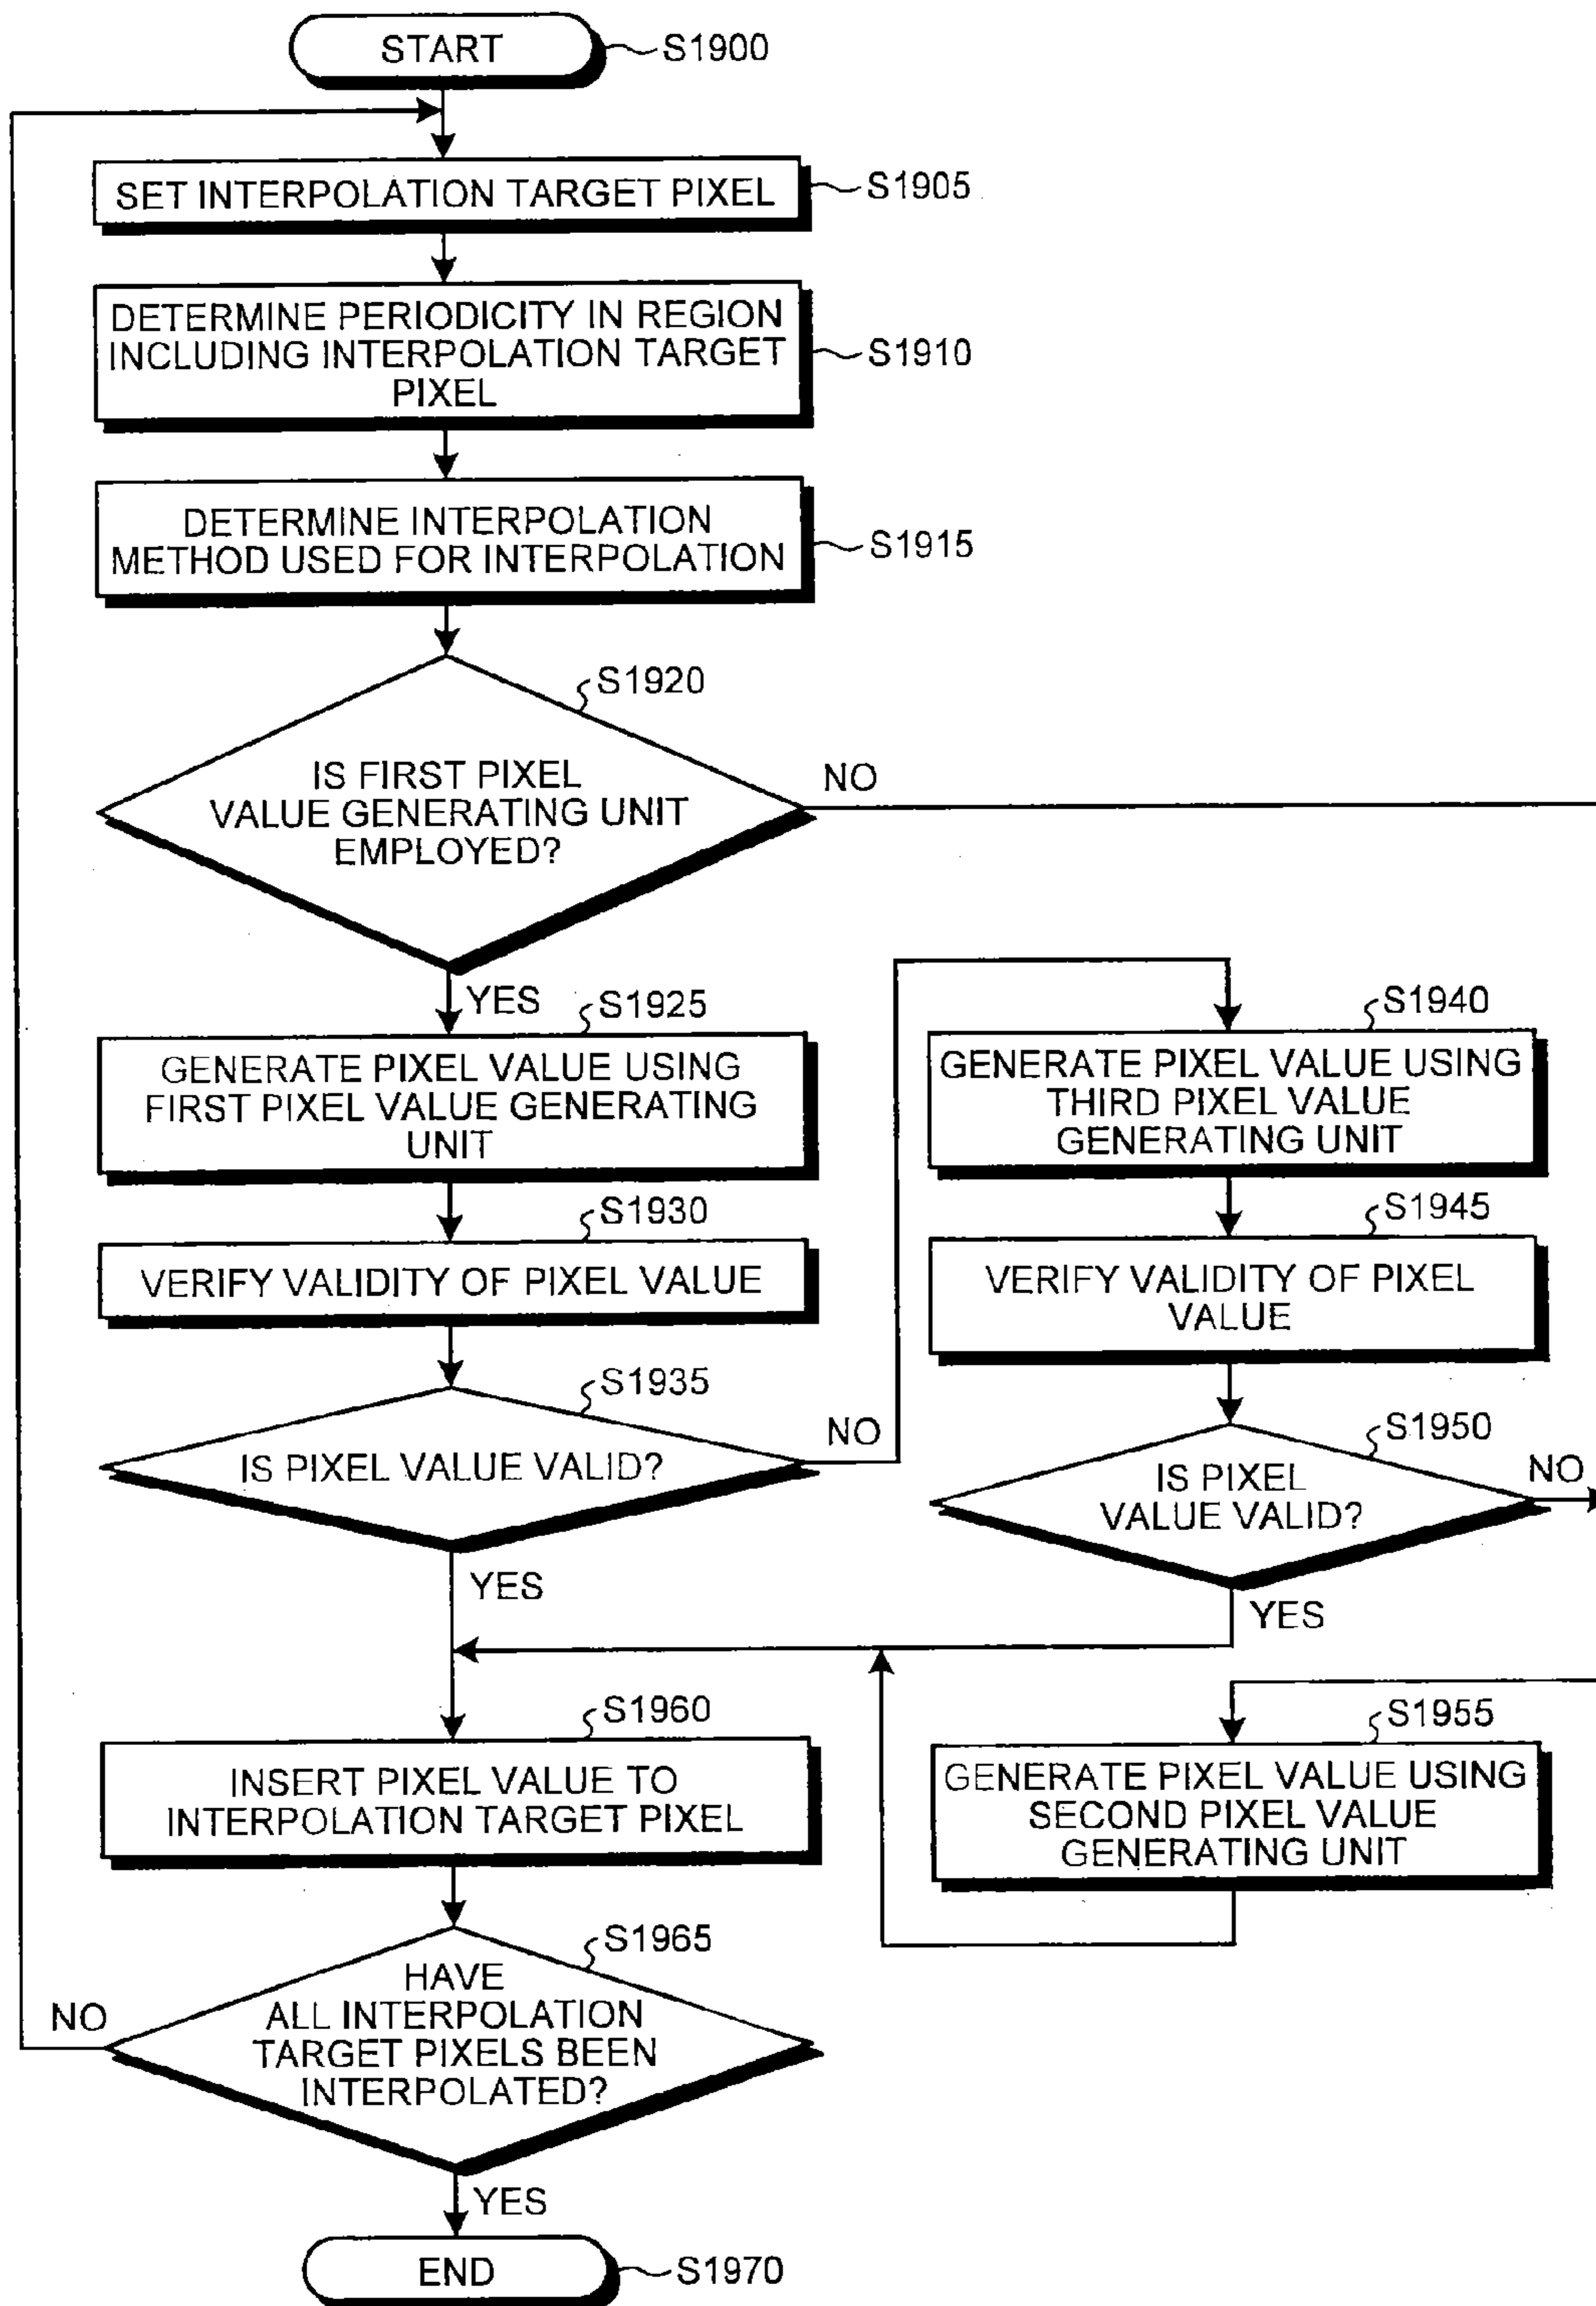 START
S1900
SET INTERPOLATION TARGET PIXEL
S1905
DETERMINE PERIODICITY IN REGION
INCLUDING INTERPOLATION TARGET
PIXEL
S1910
DETERMINE INTERPOLATION
METHOD USED FOR INTERPOLATION
S1915
S1920
IS FIRST PIXEL
VALUE GENERATING UNIT
EMPLOYED?
NO
YES
S1925
GENERATE PIXEL VALUE USING
FIRST PIXEL VALUE GENERATING
UNIT
S1930
VERIFY VALIDITY OF PIXEL VALUE
S1935
IS PIXEL VALUE VALID?
NO
YES
S1940
GENERATE PIXEL VALUE USING
THIRD PIXEL VALUE
GENERATING UNIT
S1945
VERIFY VALIDITY OF PIXEL
VALUE
S1950
IS PIXEL
VALUE VALID?
NO
YES
S1955
GENERATE PIXEL VALUE USING
SECOND PIXEL VALUE
GENERATING UNIT
S1960
INSERT PIXEL VALUE TO
INTERPOLATION TARGET PIXEL
S1965
HAVE
ALL INTERPOLATION
TARGET PIXELS BEEN
INTERPOLATED?
NO
YES
END
S1970